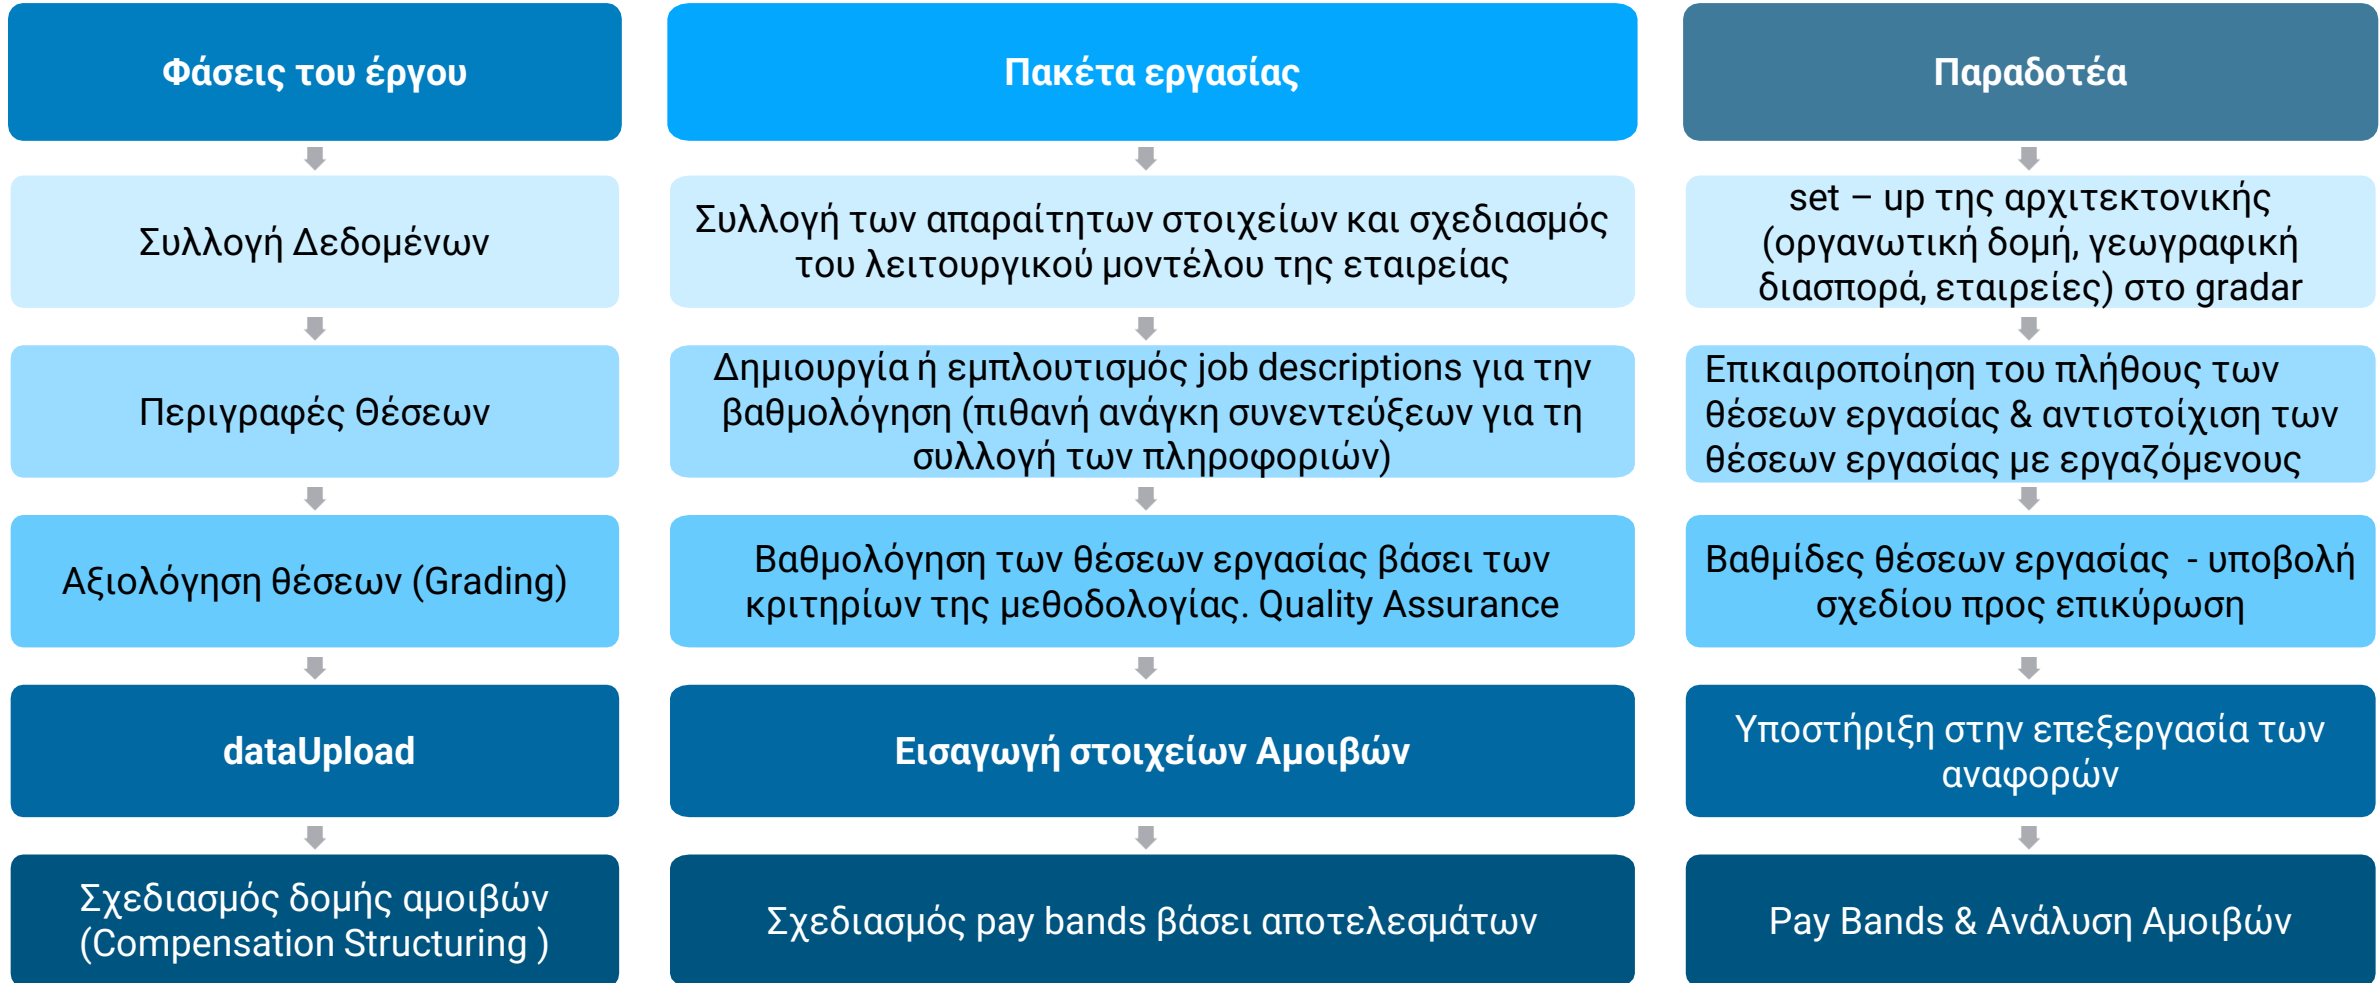 Φάσεις του έργου
Πακέτα εργασίας
Παραδοτέα
Συλλογή Δεδομένων
Συλλογή των απαραίτητων στοιχείων και σχεδιασμός
του λειτουργικού μοντέλου της εταιρείας
set – up της αρχιτεκτονικής
(οργανωτική δομή, γεωγραφική
διασπορά, εταιρείες) στο gradar
Περιγραφές Θέσεων
Δημιουργία ή εμπλουτισμός job descriptions για την
βαθμολόγηση (πιθανή ανάγκη συνεντεύξεων για τη
συλλογή των πληροφοριών)
Επικαιροποίηση του πλήθους των
θέσεων εργασίας & αντιστοίχιση των
θέσεων εργασίας με εργαζόμενους
Αξιολόγηση θέσεων (Grading)
Βαθμολόγηση των θέσεων εργασίας βάσει των
κριτηρίων της μεθοδολογίας. Quality Assurance
Βαθμίδες θέσεων εργασίας - υποβολή
σχεδίου προς επικύρωση
dataUpload
Εισαγωγή στοιχείων Αμοιβών
Υποστήριξη στην επεξεργασία των
αναφορών
Σχεδιασμός δομής αμοιβών
(Compensation Structuring )
Σχεδιασμός pay bands βάσει αποτελεσμάτων
Pay Bands & Ανάλυση Αμοιβών